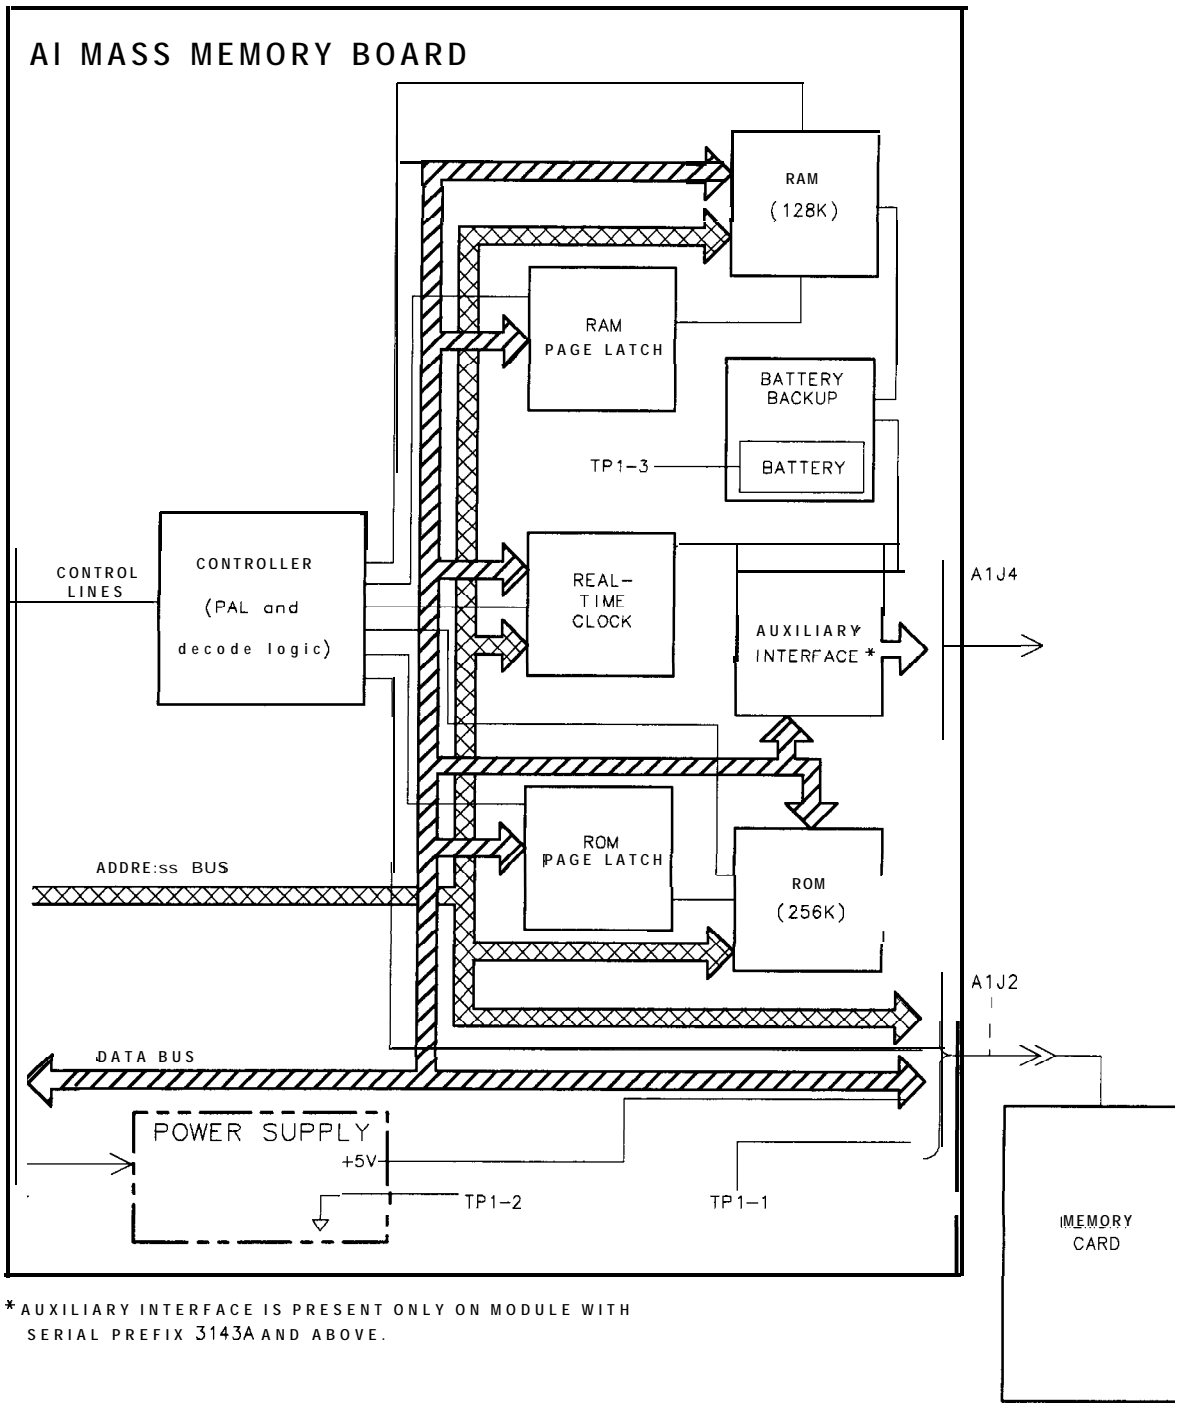 AI MASS MEMORY BOARD
RAM
(128K)
RAM
PAGE LATCH
BATTERY
BACKUP
TP1-3
BATTERY
CONTROLLER
(PAL and
decode logic)
CONTROL
LINES
REAL-
TIME
CLOCK
A1J4
AUXILIARY
INTERFACE *
ROM
PAGE LATCH
ADDRE:ss BUS
ROM
(256K)
A1J2
DATA BUS
POWER SUPPLY
+5V
TP1-2
TP1-1
MEMORY
CARD
* AUXILIARY INTERFACE IS PRESENT ONLY ON MODULE WITH
SERIAL PREFIX 3143A AND ABOVE.